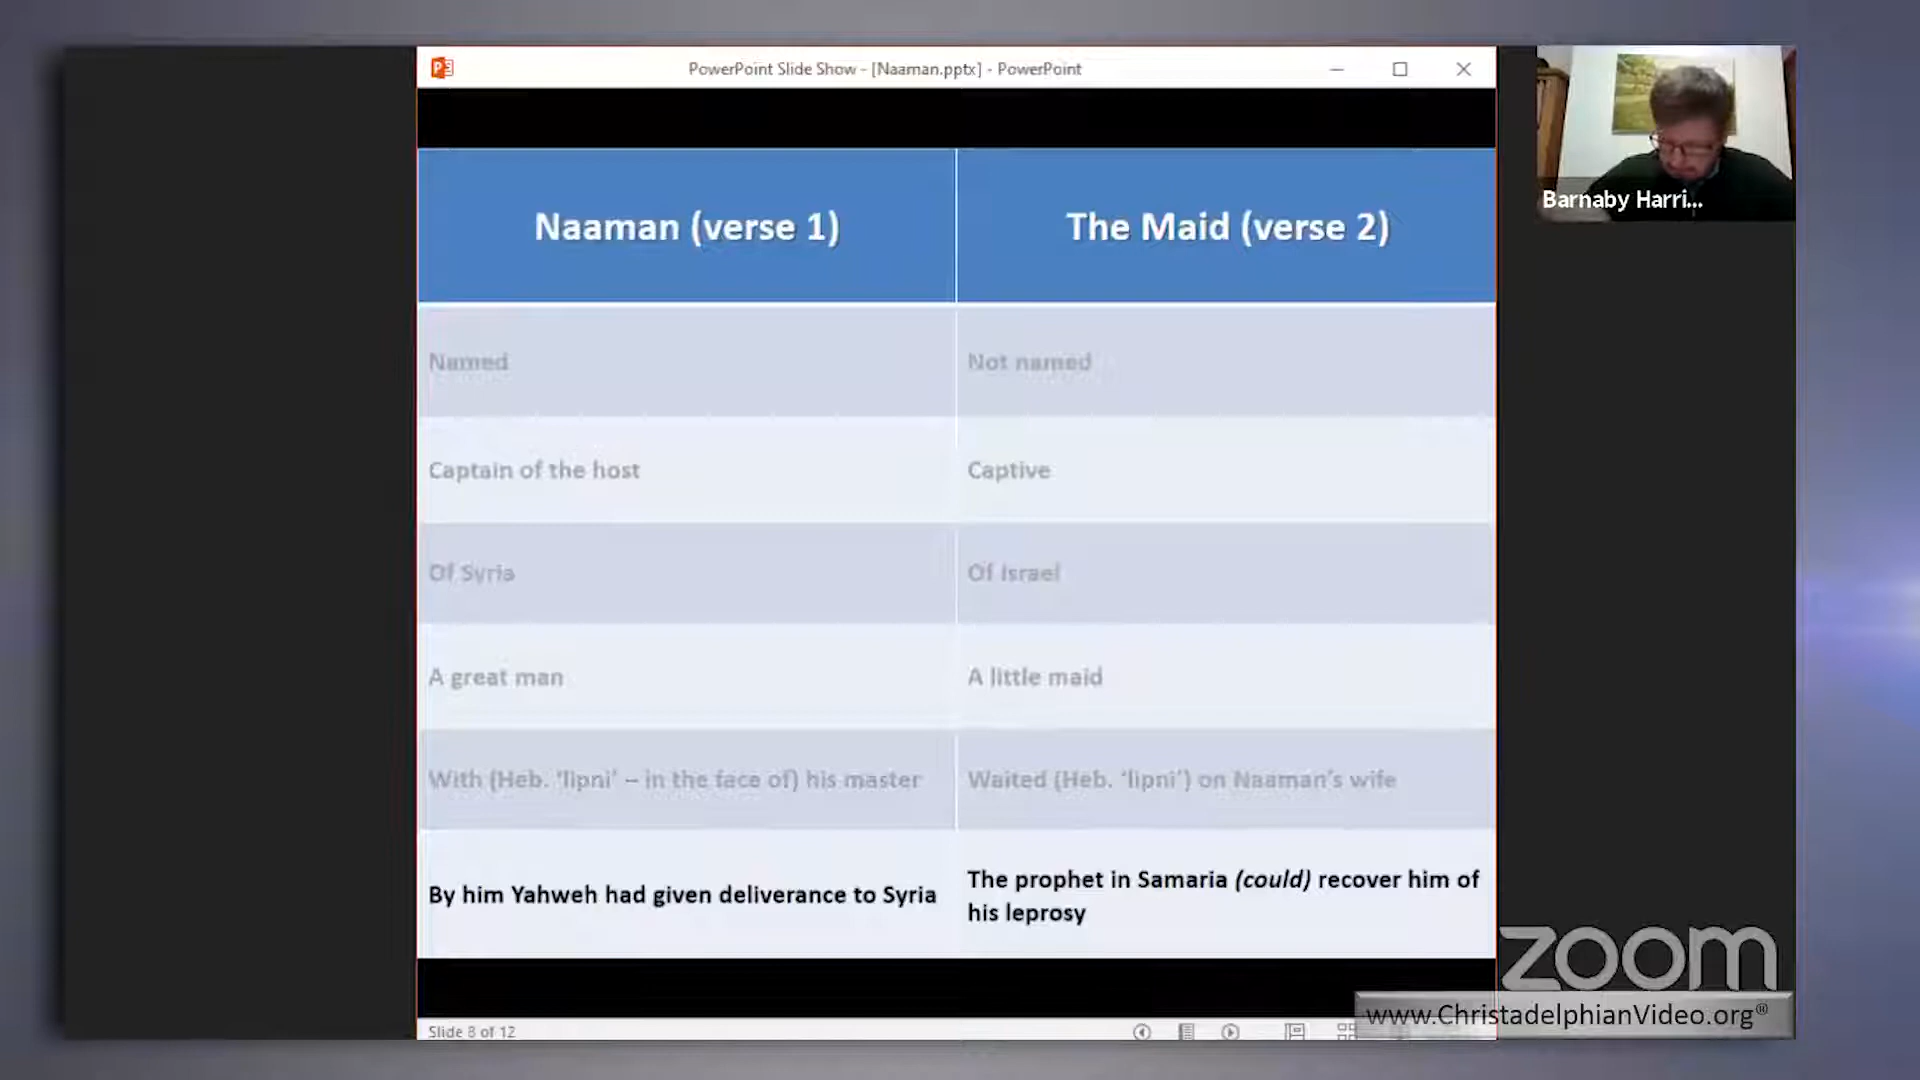 PowerPoint Slide Show - [Naaman.pptx] - PowerPoint
Barnaby Harri...
Naaman (verse 1)
The Maid (verse 2)
Named
Not named
Captain of the host
Captive
Of Syria
Of Israel
A great man
A little maid
With (Heb. ‘lipni’ – in the face of) his master
Waited (Heb. ‘lipni’) on Naaman’s wife
By him Yahweh had given deliverance to Syria
The prophet in Samaria (could) recover him of
his leprosy
zoom
www.ChristadelphianVideo.org®
Slide 8 of 12